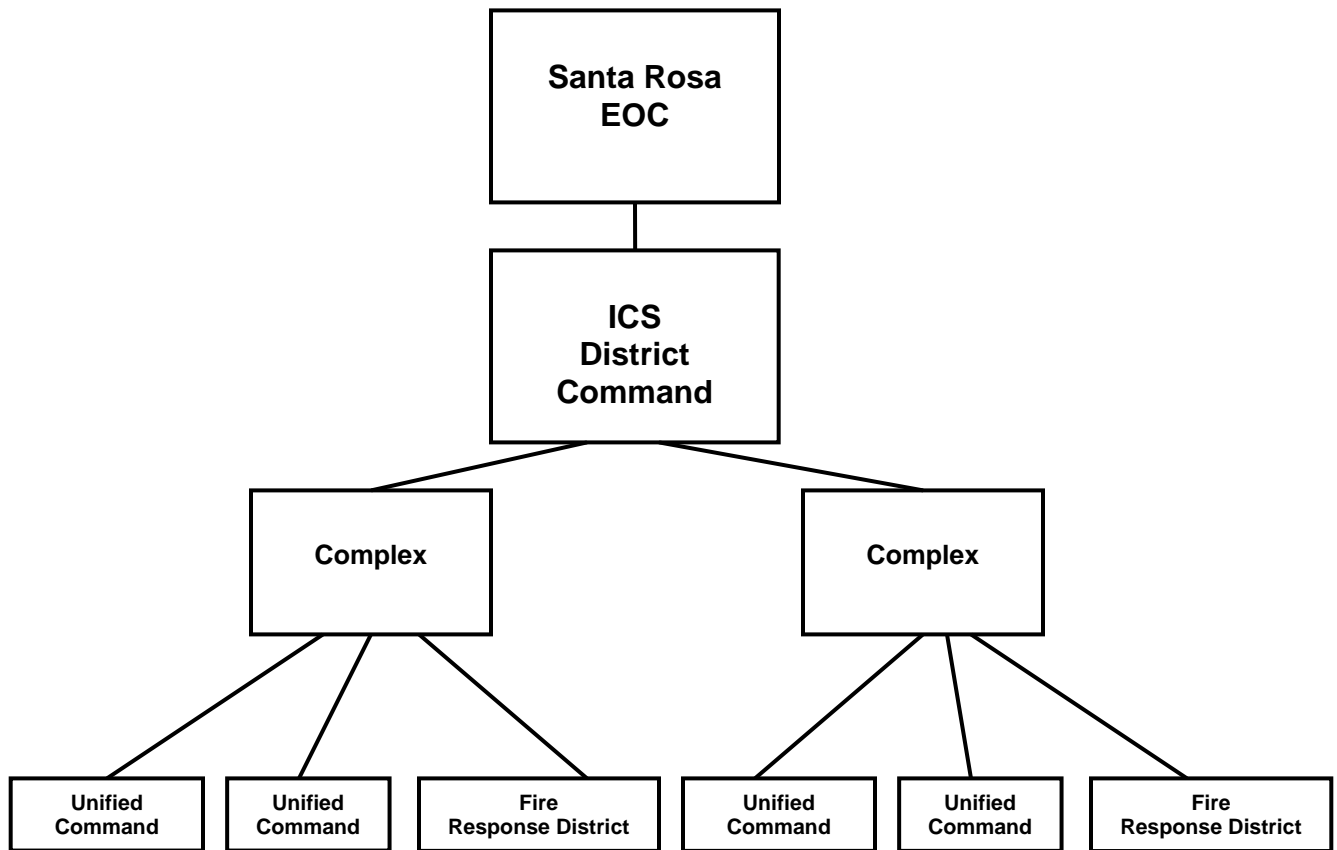 Santa Rosa
EOC
ICS
District
Command
Complex
Complex
Unified
Command
Unified
Command
Fire
Response District
Unified
Command
Unified
Command
Fire
Response District